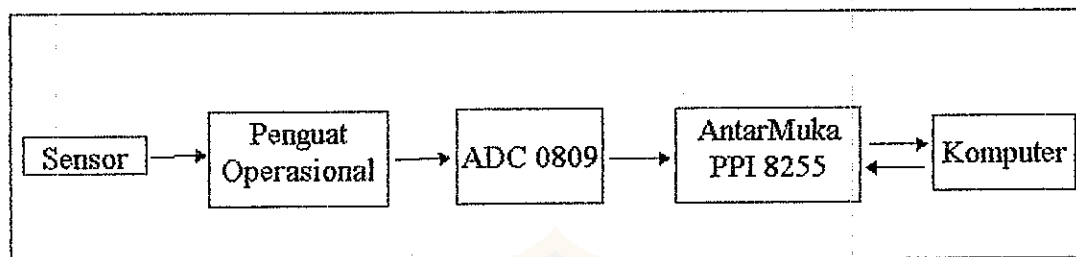 Sensor
Penguat
Operasional
ADC 0809
AntarMuka
PPI 8255
Komputer